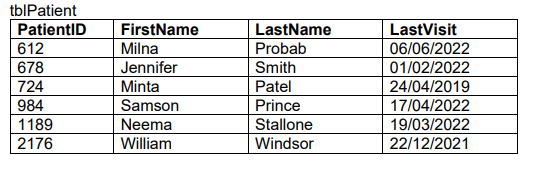 tblPatient
PatientID FirstName LastName LastVisit
612 Milna Probab 06/06/2022
678 Jennifer Smith 01/02/2022
724 Minta Patel 24/04/2019
984 Samson Prince 17/04/2022
1189 Neema Stallone 19/03/2022
2176 William Windsor 22/12/2021